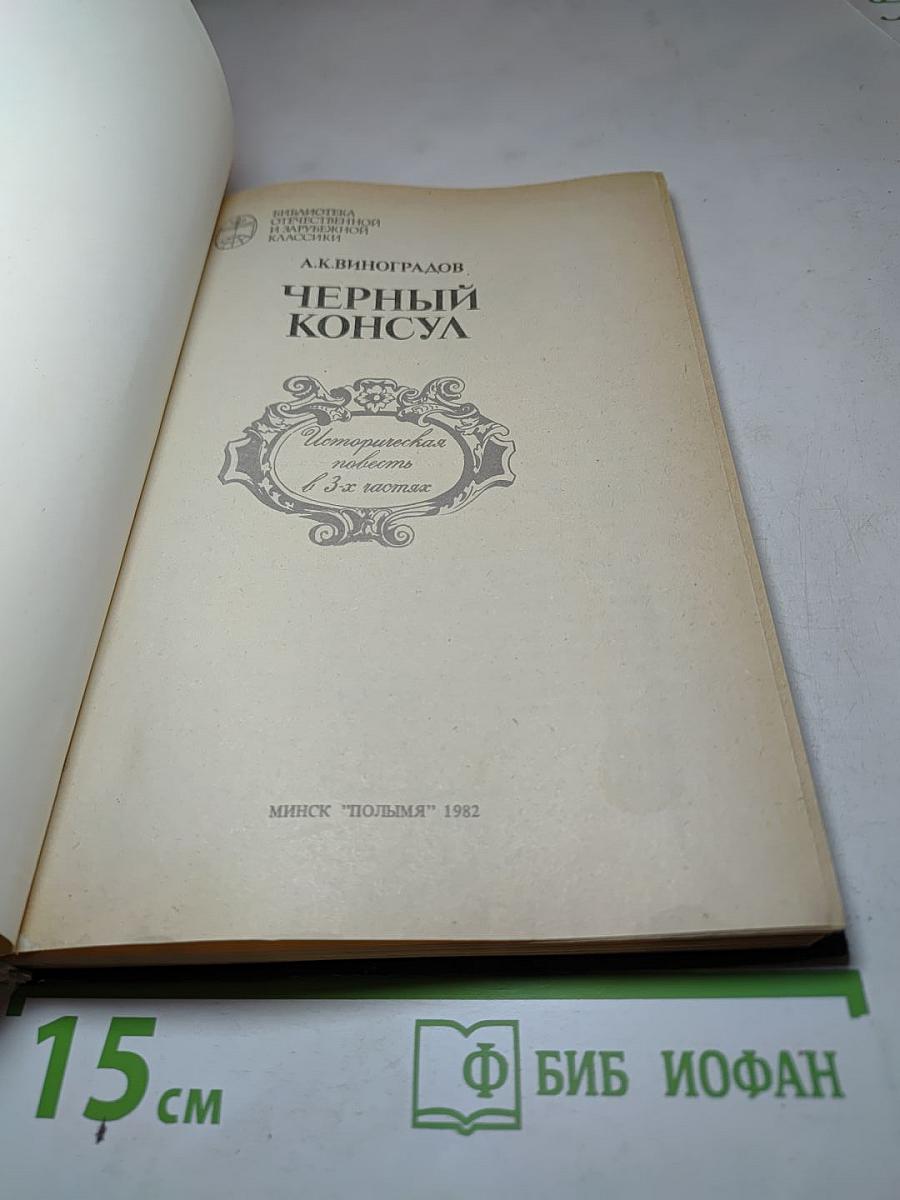 БИБЛИОТЕКА
ОТЕЧЕСТВЕННОЙ
И ЗАРУБЕЖНОЙ
КЛАССИКИ
А.К.ВИНОГРАДОВ
ЧЕРНЫЙ
КОНСУЛ
Историческая
повесть
в 3-х частях
МИНСК "ПОЛЫМЯ" 1982
15 см
Ф БИБ ИОФАН